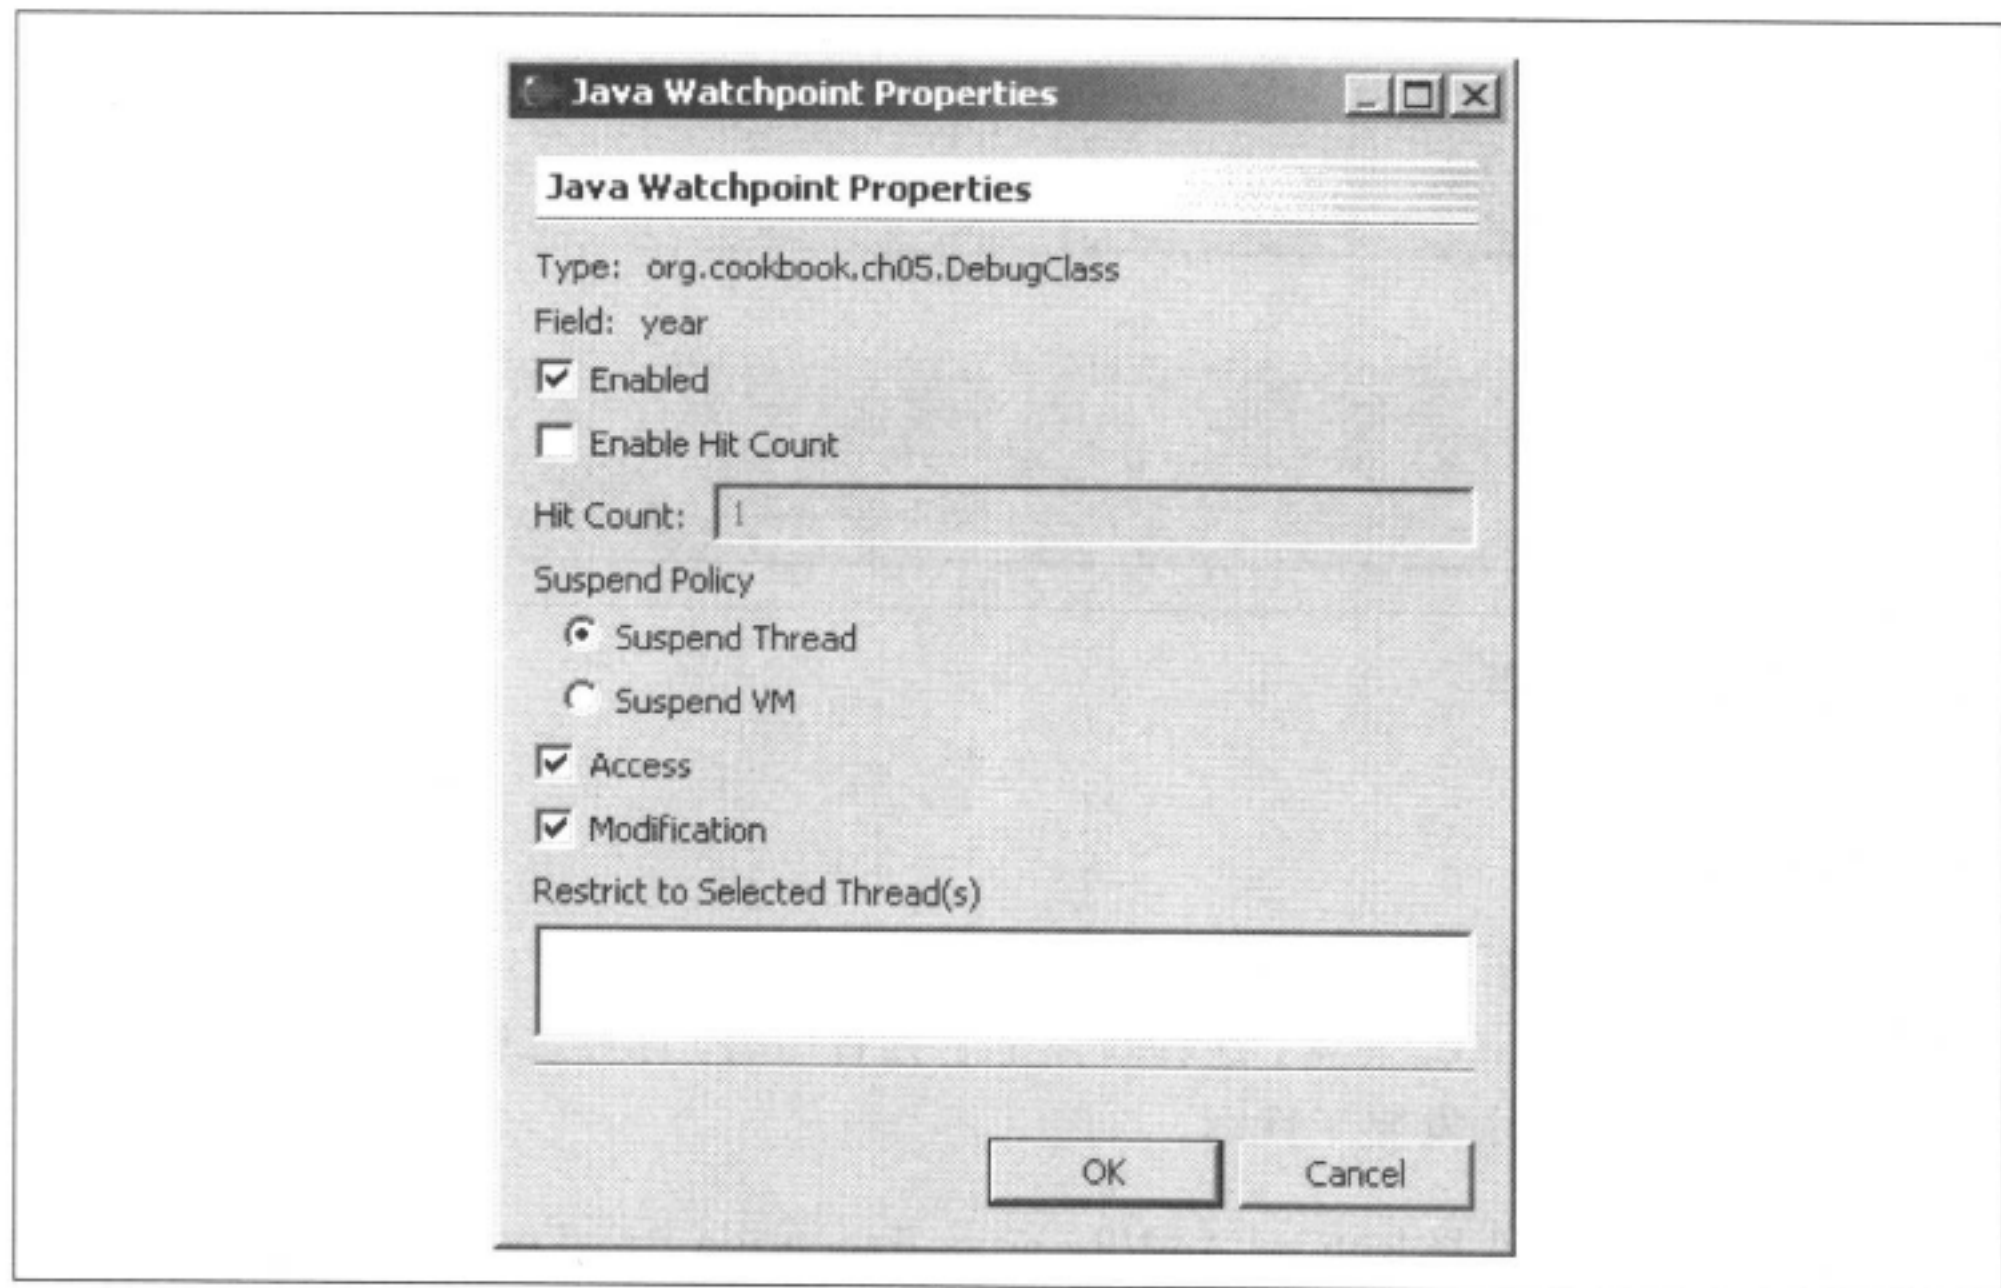 Java Watchpoint Properties
Java Watchpoint Properties
Type: org.cookbook.ch05.DebugClass
Field: year
Enabled
Enable Hit Count
Hit Count: 1
Suspend Policy
Suspend Thread
Suspend VM
Access
Modification
Restrict to Selected Thread(s)
OK Cancel